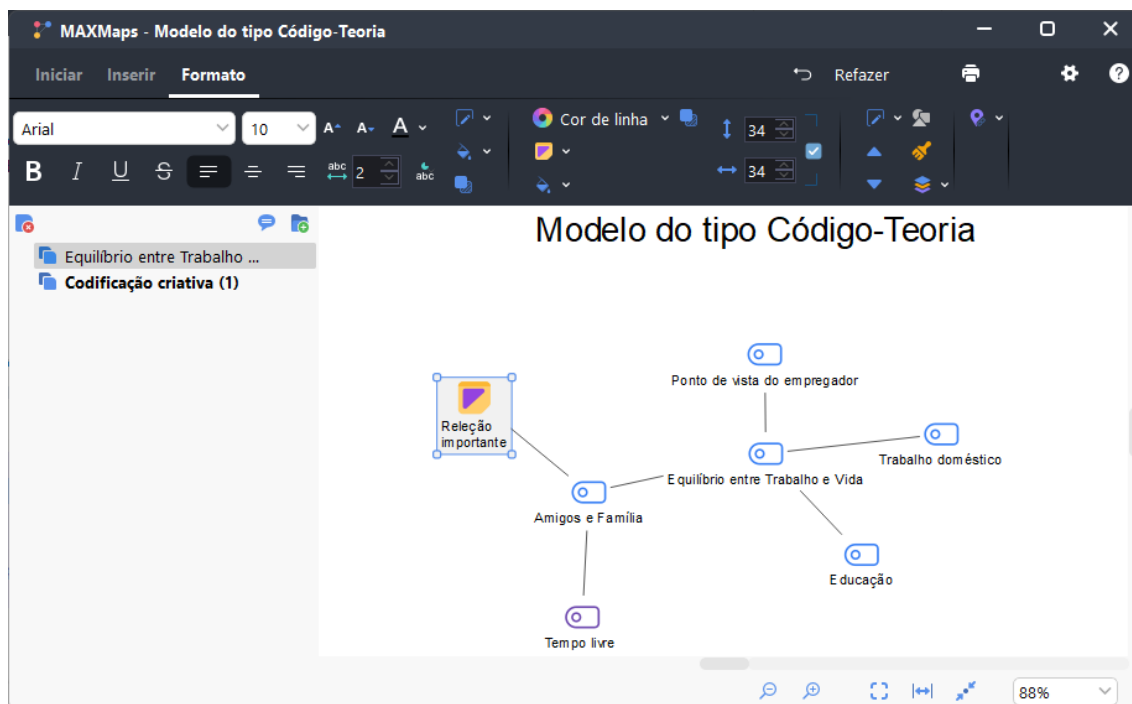 MAXMaps - Modelo do tipo Código-Teoria
Iniciar Inserir Formato Refazer
Arial 10 A A A Cor de linha 34
B I U S abc 2 abc 34
Equilíbrio entre Trabalho ...
Codificação criativa (1)
Modelo do tipo Código-Teoria
Ponto de vista do empregador
Releção
importante
Trabalho doméstico
Equilíbrio entre Trabalho e Vida
Amigos e Família
Educação
Tempo livre
88%